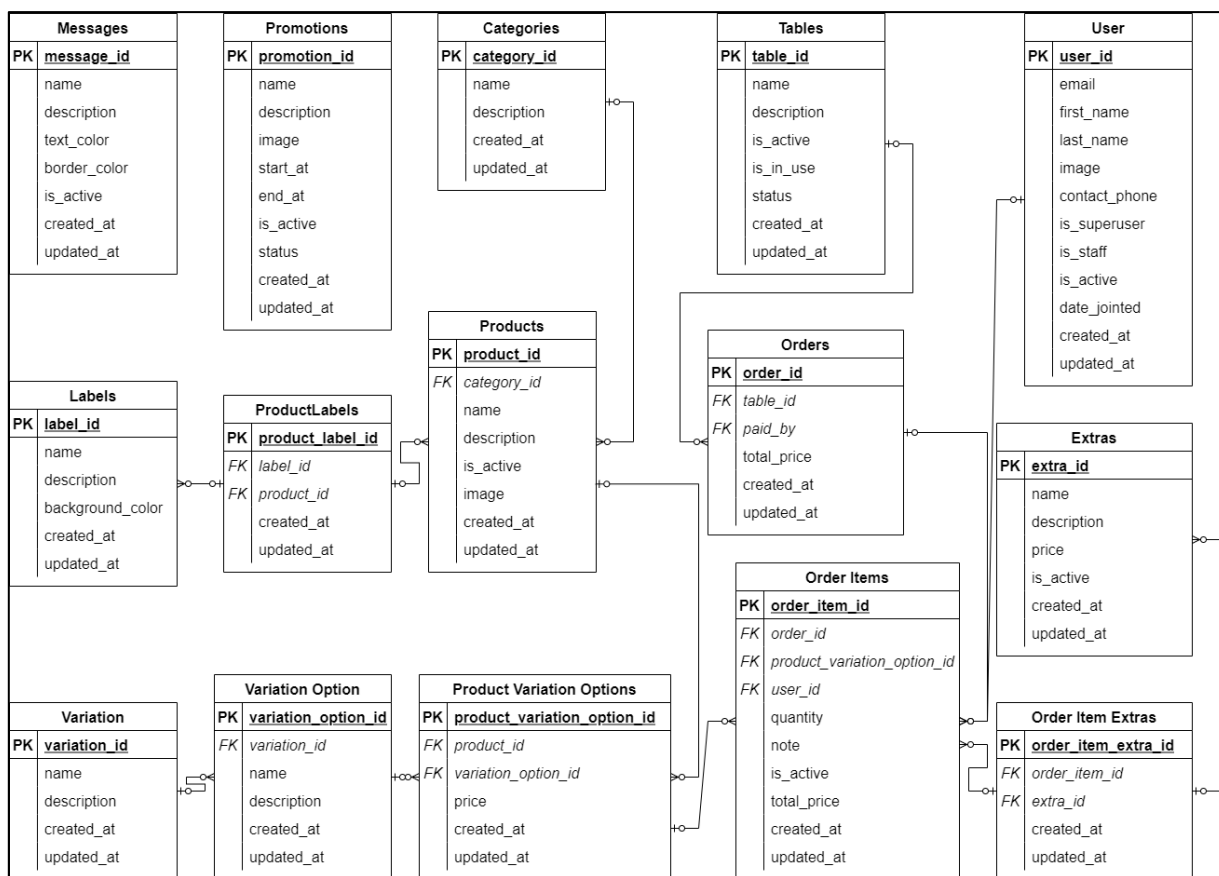 Messages
PK message_id
name
description
text_color
border_color
is_active
created_at
updated_at
Promotions
PK promotion_id
name
description
image
start_at
end_at
is_active
status
created_at
updated_at
Categories
PK category_id
name
description
created_at
updated_at
Tables
PK table_id
name
description
is_active
is_in_use
status
created_at
updated_at
User
PK user_id
email
first_name
last_name
image
contact_phone
is_superuser
is_staff
is_active
date_jointed
created_at
updated_at
Labels
PK label_id
name
description
background_color
created_at
updated_at
ProductLabels
PK product_label_id
FK label_id
FK product_id
created_at
updated_at
Products
PK product_id
FK category_id
name
description
is_active
image
created_at
updated_at
Orders
PK order_id
FK table_id
FK paid_by
total_price
created_at
updated_at
Extras
PK extra_id
name
description
price
is_active
created_at
updated_at
Variation
PK variation_id
name
description
created_at
updated_at
Variation Option
PK variation_option_id
FK variation_id
name
description
created_at
updated_at
Product Variation Options
PK product_variation_option_id
FK product_id
FK variation_option_id
price
created_at
updated_at
Order Items
PK order_item_id
FK order_id
FK product_variation_option_id
FK user_id
quantity
note
is_active
total_price
created_at
updated_at
Order Item Extras
PK order_item_extra_id
FK order_item_id
FK extra_id
created_at
updated_at